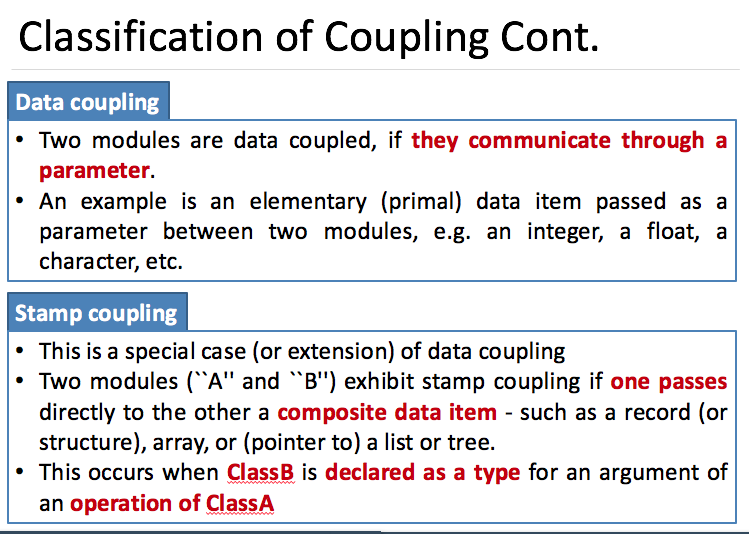 Classification of Coupling Cont.
Data coupling
• Two modules are data coupled, if they communicate through a
parameter.
• An example is an elementary (primal) data item passed as a
parameter between two modules, e.g. an integer, a float, a
character, etc.
Stamp coupling
• This is a special case (or extension) of data coupling
• Two modules (``A'' and ``B'') exhibit stamp coupling if one passes
directly to the other a composite data item - such as a record (or
structure), array, or (pointer to) a list or tree.
• This occurs when ClassB is declared as a type for an argument of
an operation of ClassA